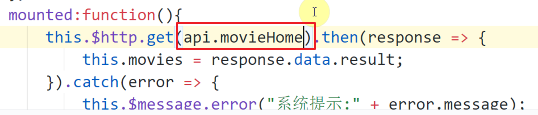 mounted:function(){
this.$http.get(api.movieHome).then(response => {
this.movies = response.data.result;
}).catch(error => {
this.$message.error("系统提示:" + error.message);